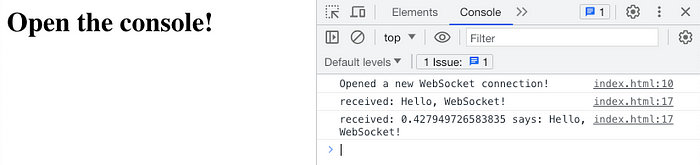 Open the console!
Elements Console 1
top Filter
Default levels 1 Issue: 1
Opened a new WebSocket connection! index.html:10
received: Hello, WebSocket! index.html:17
received: 0.427949726583835 says: Hello, index.html:17
WebSocket!